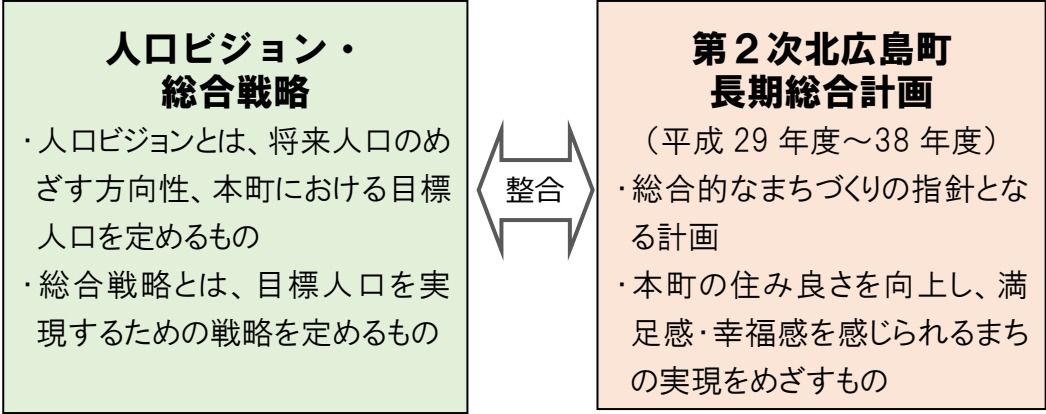 人口ビジョン・
総合戦略
・人口ビジョンとは、将来人口のめ
ざす方向性、本町における目標
人口を定めるもの
・総合戦略とは、目標人口を実
現するための戦略を定めるもの
整合
第２次北広島町
長期総合計画
（平成 29 年度～38 年度）
・総合的なまちづくりの指針とな
る計画
・本町の住み良さを向上し、満
足感・幸福感を感じられるまち
の実現をめざすもの